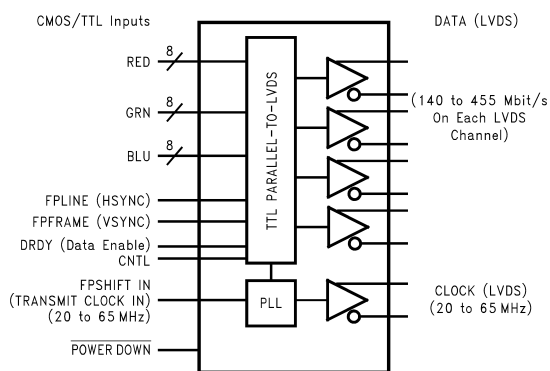 CMOS/TTL Inputs
DATA (LVDS)
RED
8
GRN
8
BLU
8
FPLINE (HSYNC)
FPFRAME (VSYNC)
DRDY (Data Enable)
CNTL
FPSHIFT IN
(TRANSMIT CLOCK IN)
(20 to 65 MHz)
POWER DOWN
TTL PARALLEL-TO-LVDS
PLL
(140 to 455 Mbit/s
On Each LVDS
Channel)
CLOCK (LVDS)
(20 to 65 MHz)